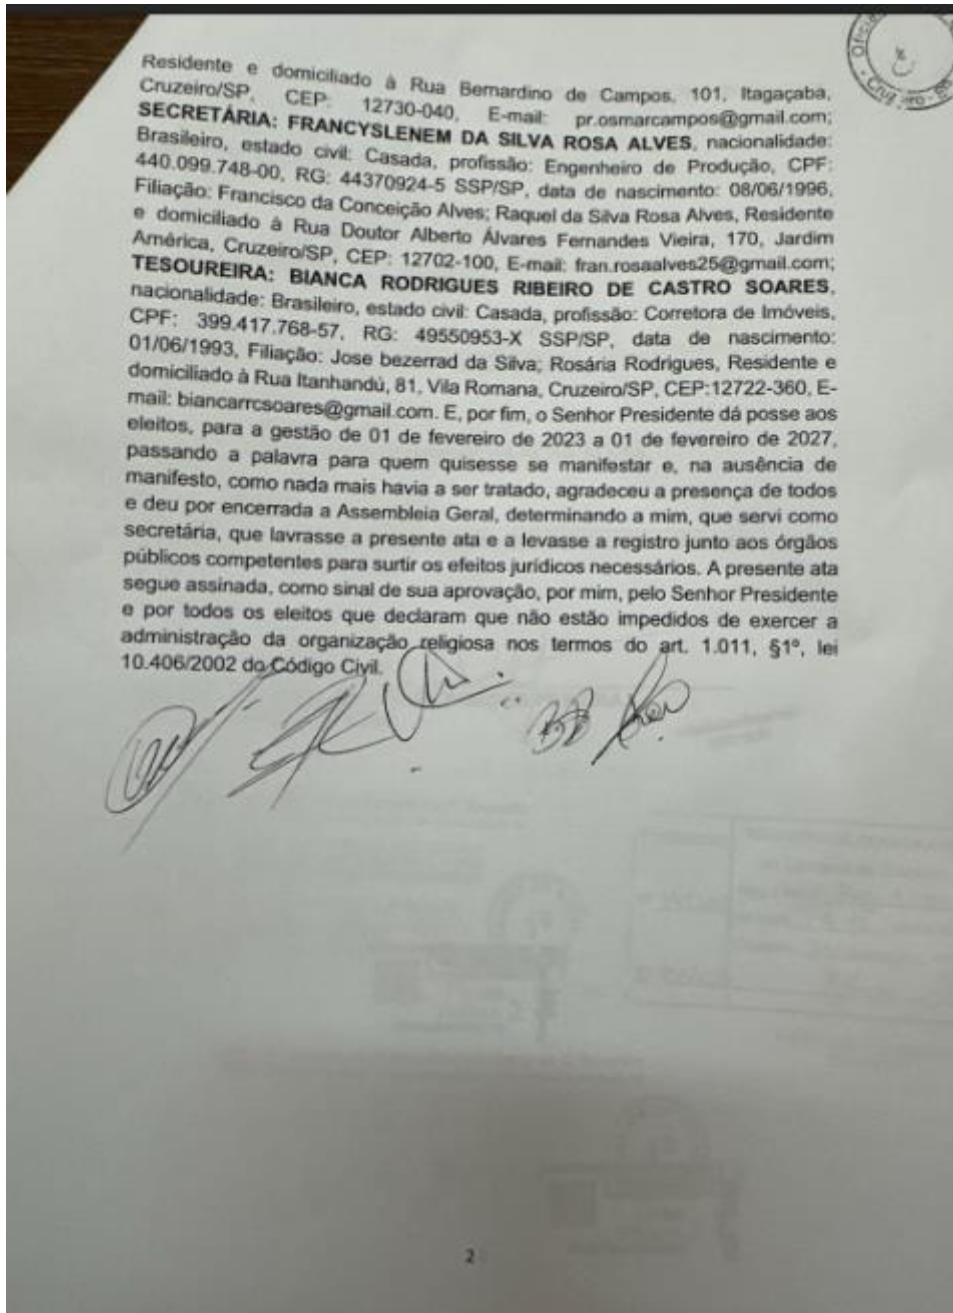 Residente e domiciliado à Rua Bernardino de Campos, 101, Itagaçaba,
Cruzeiro/SP, CEP: 12730-040, E-mail: pr.osmarcampos@gmail.com;
SECRETÁRIA: FRANCYSLENEM DA SILVA ROSA ALVES, nacionalidade:
Brasileiro, estado civil: Casada, profissão: Engenheiro de Produção, CPF:
440.099.748-00, RG: 44370924-5 SSP/SP, data de nascimento: 08/06/1996,
Filiação: Francisco da Conceição Alves; Raquel da Silva Rosa Alves, Residente
e domiciliado à Rua Doutor Alberto Álvares Fernandes Vieira, 170, Jardim
América, Cruzeiro/SP, CEP: 12702-100, E-mail: fran.rosaalves25@gmail.com;
TESOUREIRA: BIANCA RODRIGUES RIBEIRO DE CASTRO SOARES,
nacionalidade: Brasileiro, estado civil: Casada, profissão: Corretora de Imóveis,
CPF: 399.417.768-57, RG: 49550953-X SSP/SP, data de nascimento:
01/06/1993, Filiação: Jose bezerrad da Silva; Rosária Rodrigues, Residente e
domiciliado à Rua Itanhandú, 81, Vila Romana, Cruzeiro/SP, CEP:12722-360, E-
mail: biancarrcsoares@gmail.com. E, por fim, o Senhor Presidente dá posse aos
eleitos, para a gestão de 01 de fevereiro de 2023 a 01 de fevereiro de 2027,
passando a palavra para quem quisesse se manifestar e, na ausência de
manifesto, como nada mais havia a ser tratado, agradeceu a presença de todos
e deu por encerrada a Assembleia Geral, determinando a mim, que servi como
secretária, que lavrasse a presente ata e a levasse a registro junto aos órgãos
públicos competentes para surtir os efeitos jurídicos necessários. A presente ata
segue assinada, como sinal de sua aprovação, por mim, pelo Senhor Presidente
e por todos os eleitos que declaram que não estão impedidos de exercer a
administração da organização religiosa nos termos do art. 1.011, §1º, lei
10.406/2002 do Código Civil.
2